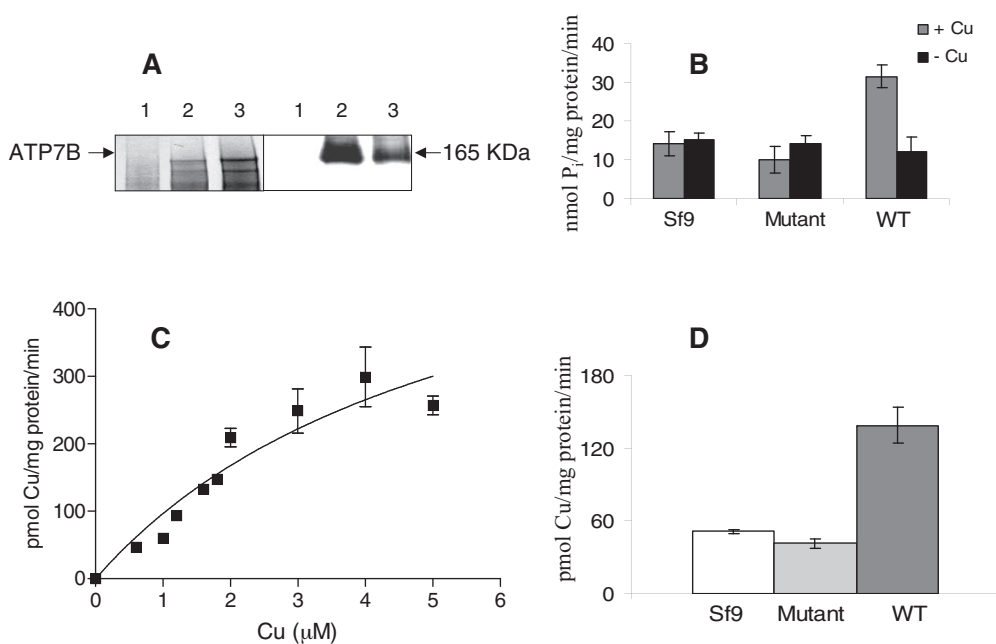 A
1 2 3 1 2 3
ATP7B
165 KDa
B
+ Cu
- Cu
nmol Pi/mg protein/min
40
30
20
10
0
Sf9 Mutant WT
C
pmol Cu/mg protein/min
400
300
200
100
0
0 1 2 3 4 5 6
Cu (μM)
D
pmol Cu/mg protein/min
180
120
60
0
Sf9 Mutant WT